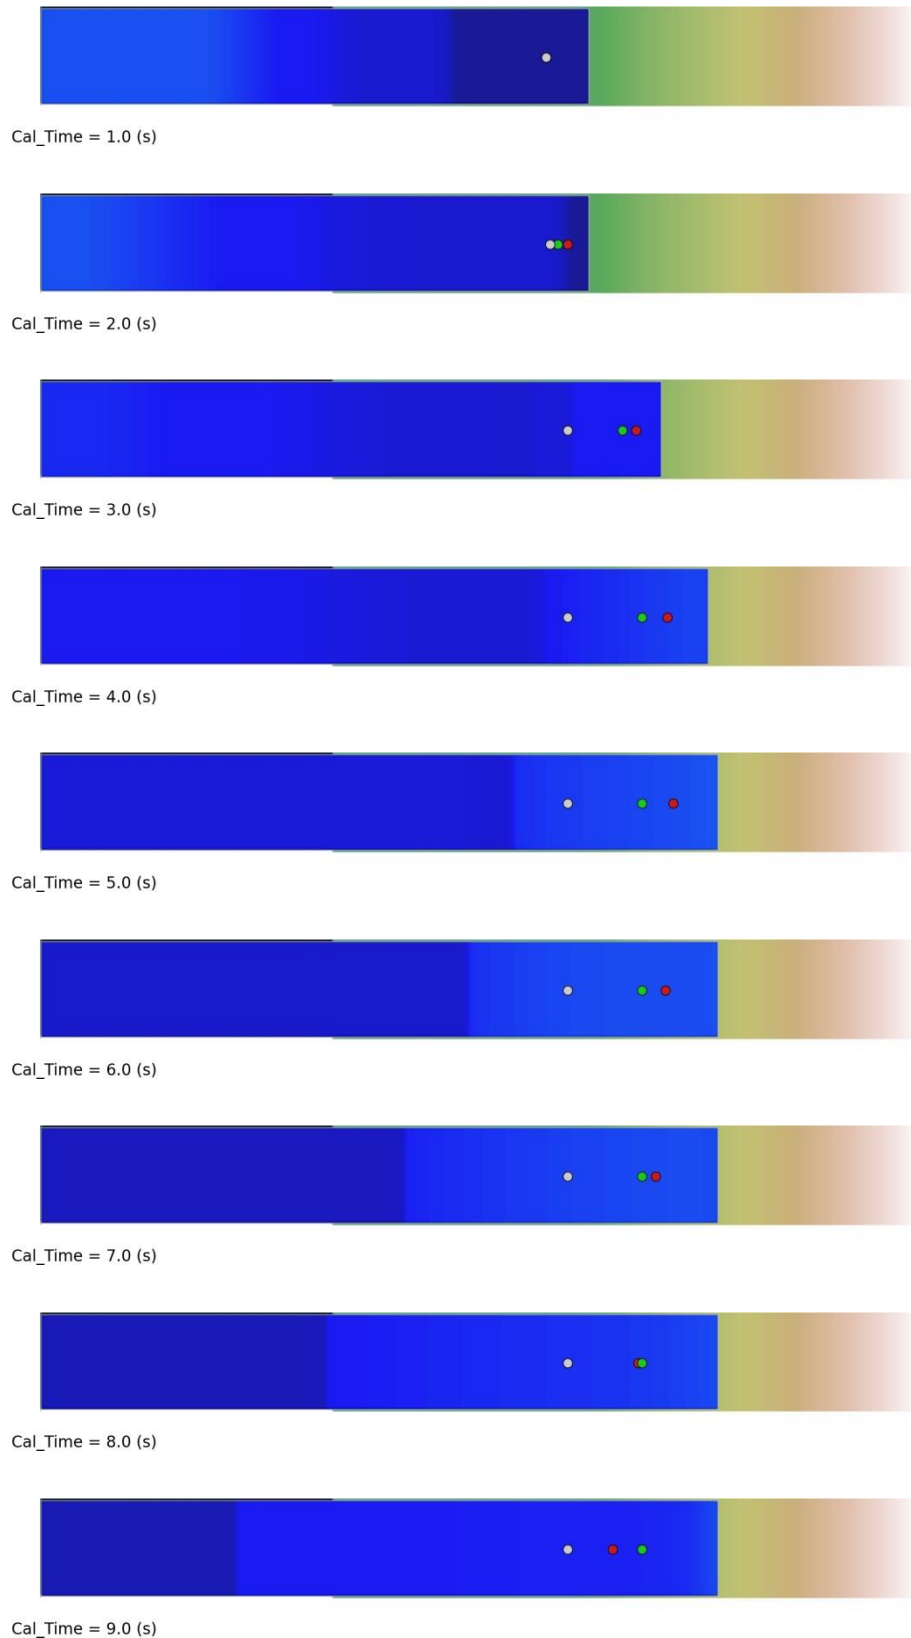 Cal_Time = 1.0 (s)
Cal_Time = 2.0 (s)
Cal_Time = 3.0 (s)
Cal_Time = 4.0 (s)
Cal_Time = 5.0 (s)
Cal_Time = 6.0 (s)
Cal_Time = 7.0 (s)
Cal_Time = 8.0 (s)
Cal_Time = 9.0 (s)